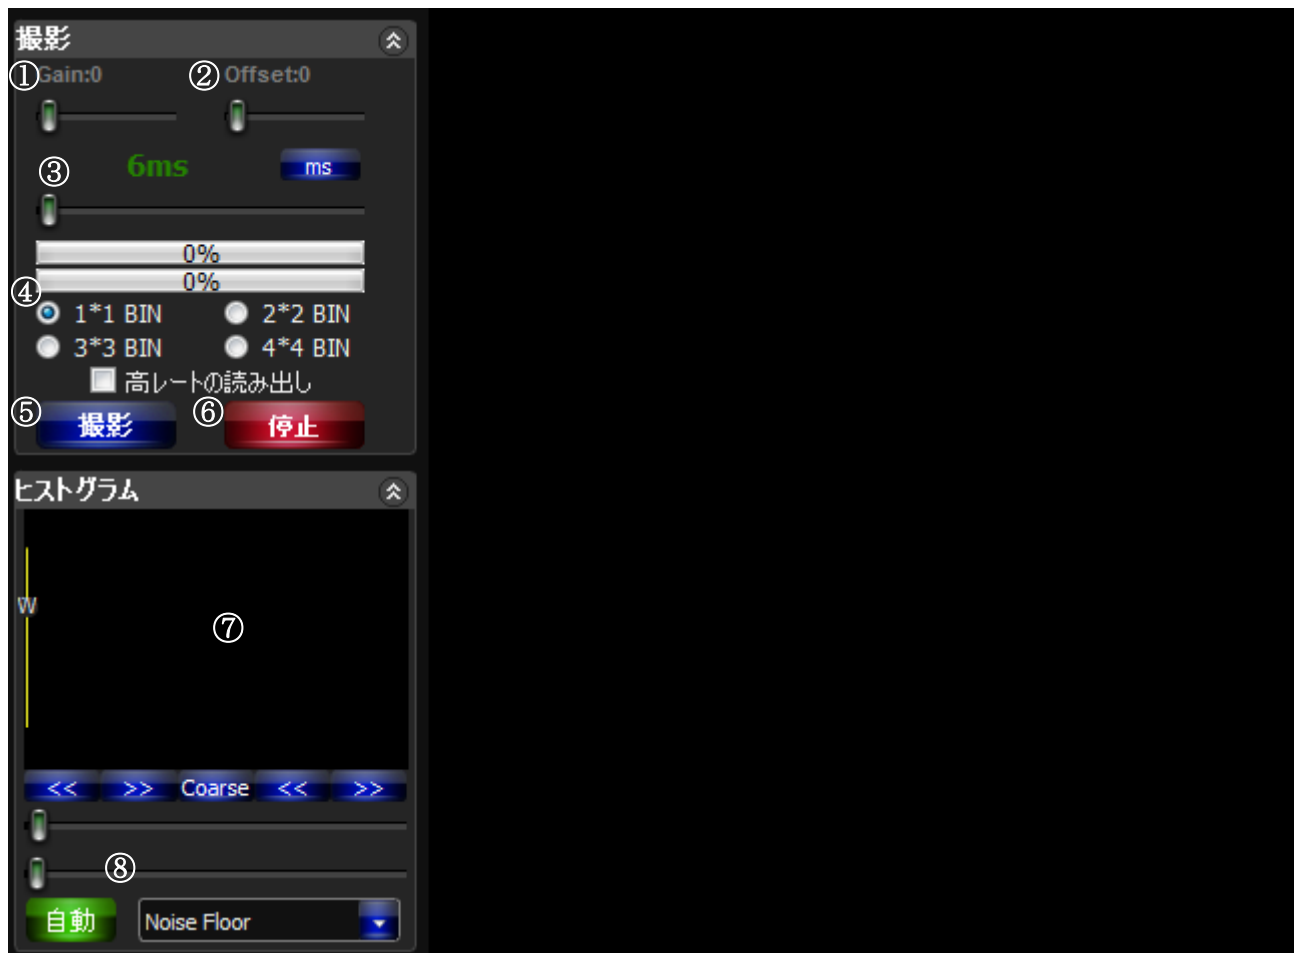 撮影
①Gain:0 ②Offset:0
③ 6ms ms
0%
0%
④
1*1 BIN 2*2 BIN
3*3 BIN 4*4 BIN
高レートの読み出し
⑤ 撮影 ⑥ 停止
ヒストグラム
W
⑦
<< >> Coarse << >>
⑧
自動 Noise Floor